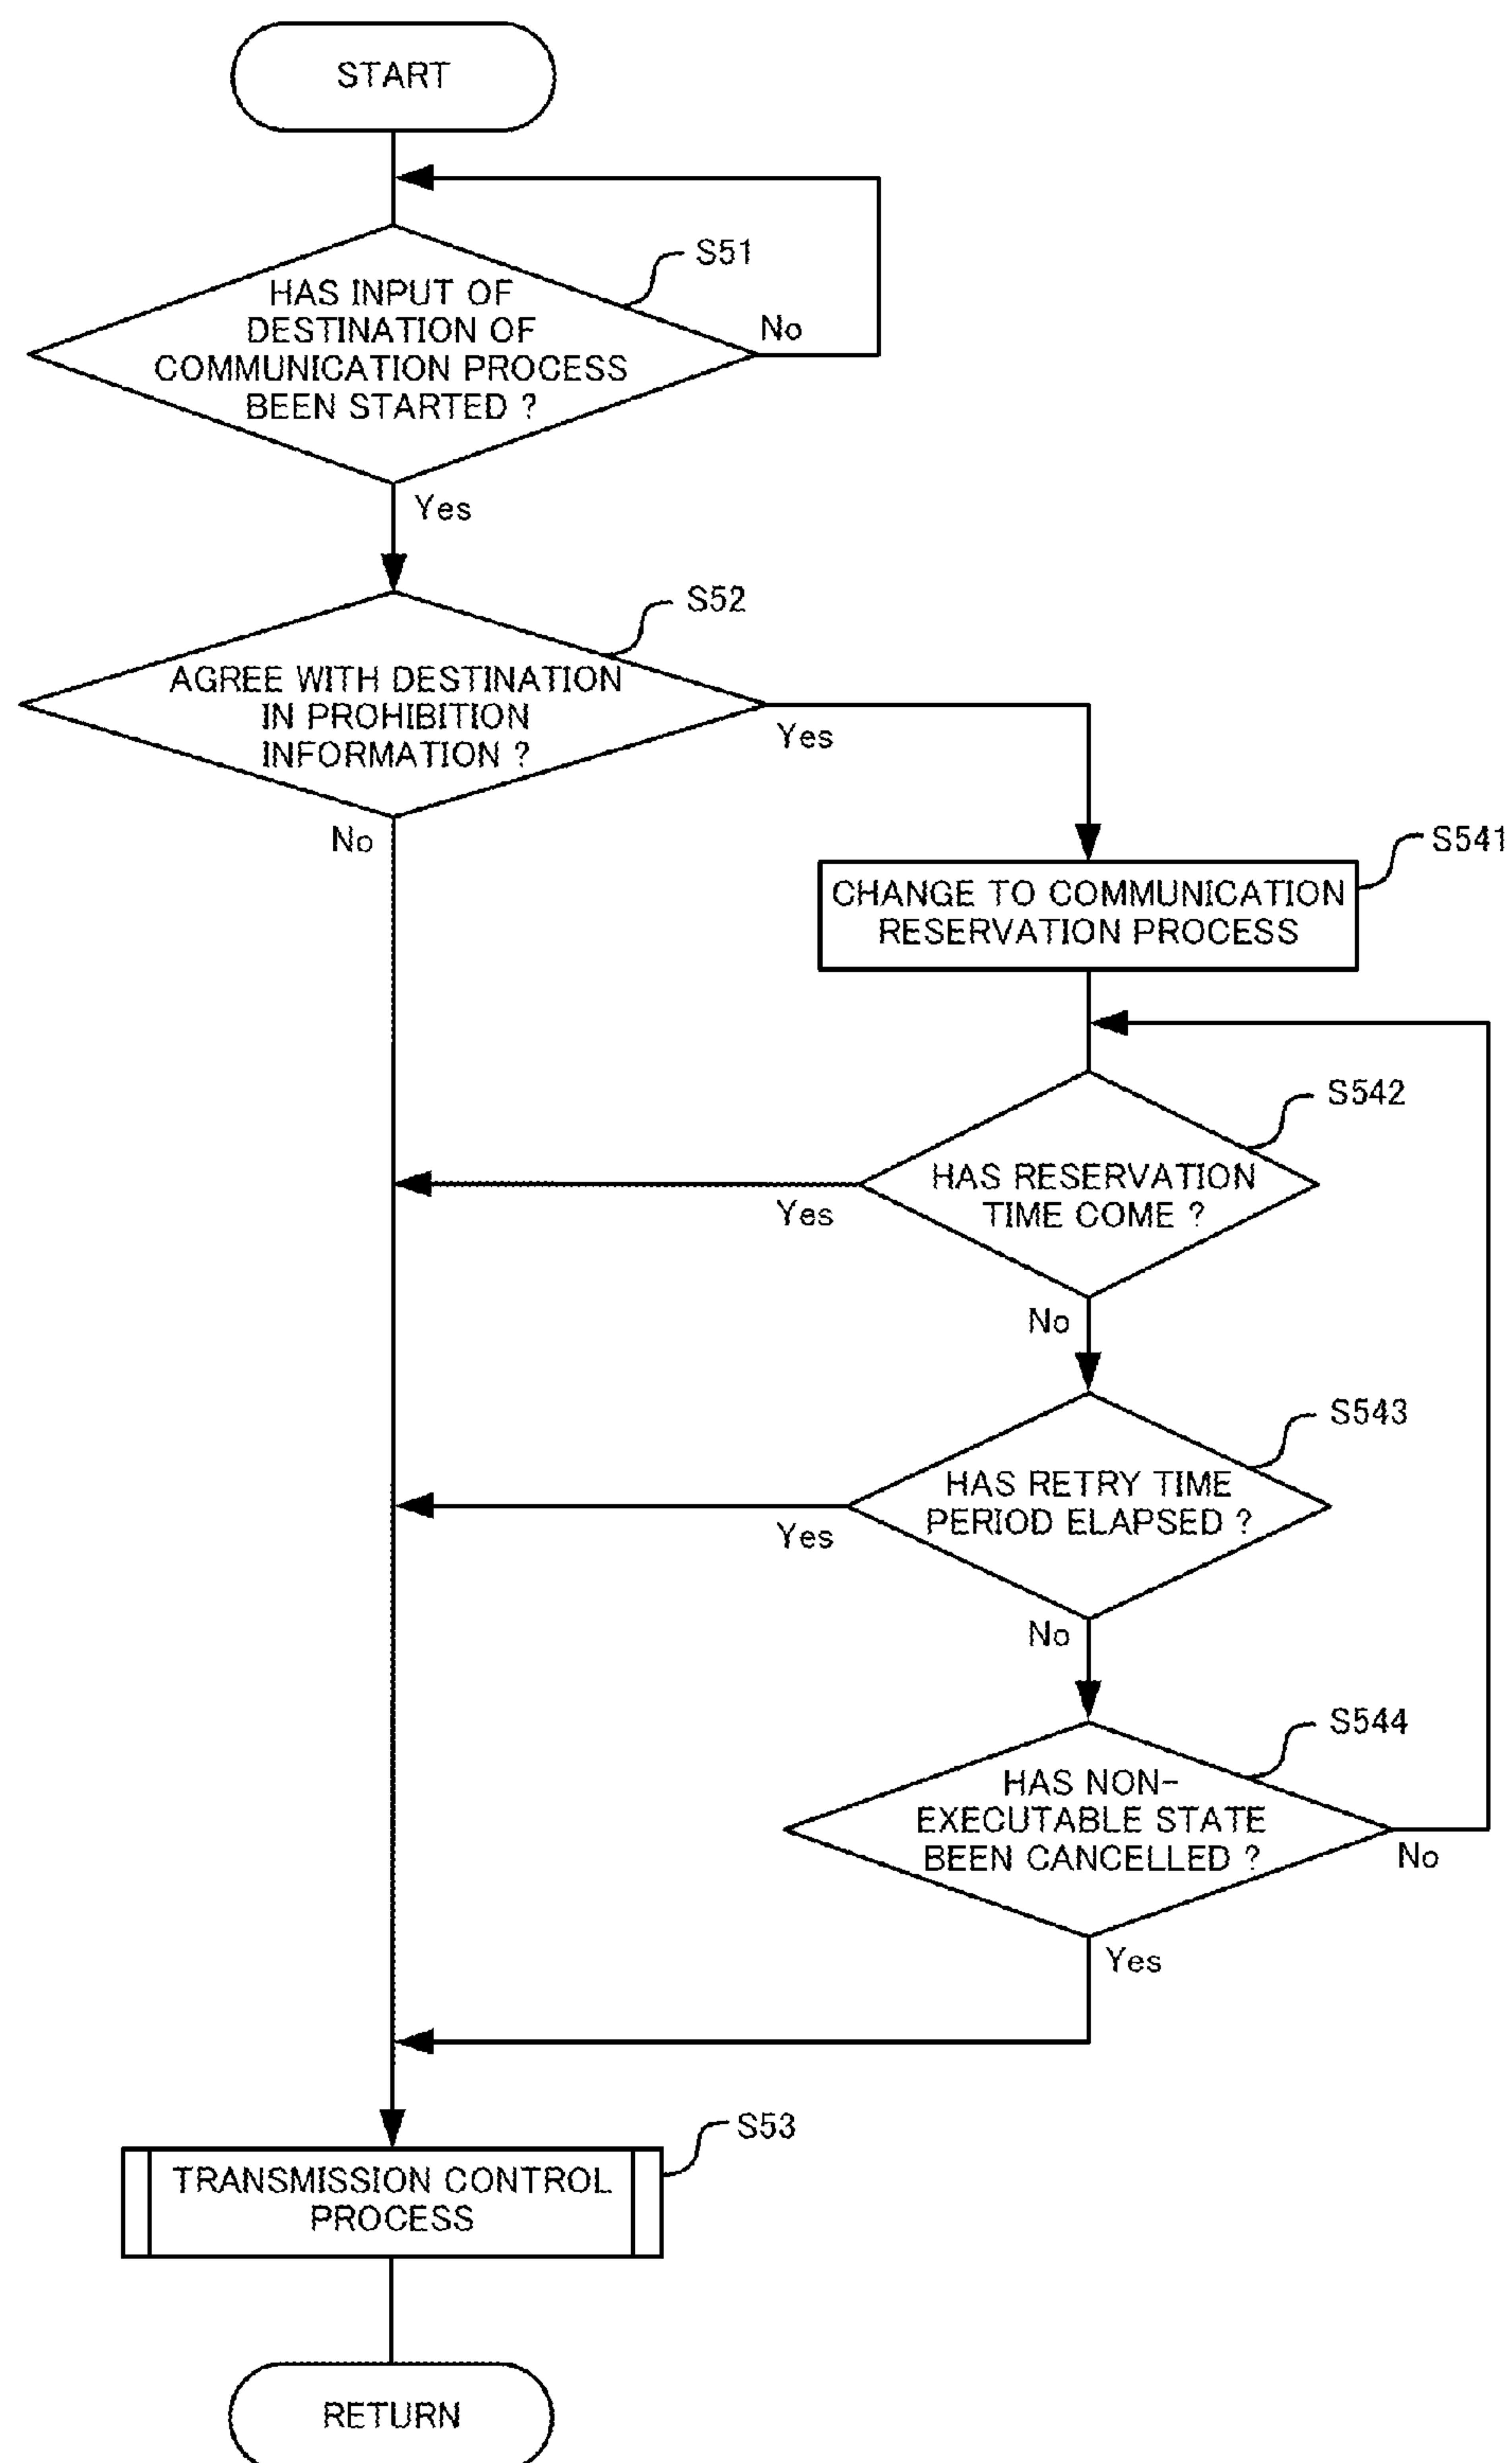 START
S51
HAS INPUT OF
DESTINATION OF
COMMUNICATION PROCESS
BEEN STARTED ?
No
Yes
S52
AGREE WITH DESTINATION
IN PROHIBITION
INFORMATION ?
Yes
No
S541
CHANGE TO COMMUNICATION
RESERVATION PROCESS
S542
HAS RESERVATION
TIME COME ?
Yes
No
S543
HAS RETRY TIME
PERIOD ELAPSED ?
Yes
No
S544
HAS NON-
EXECUTABLE STATE
BEEN CANCELLED ?
No
Yes
S53
TRANSMISSION CONTROL
PROCESS
RETURN